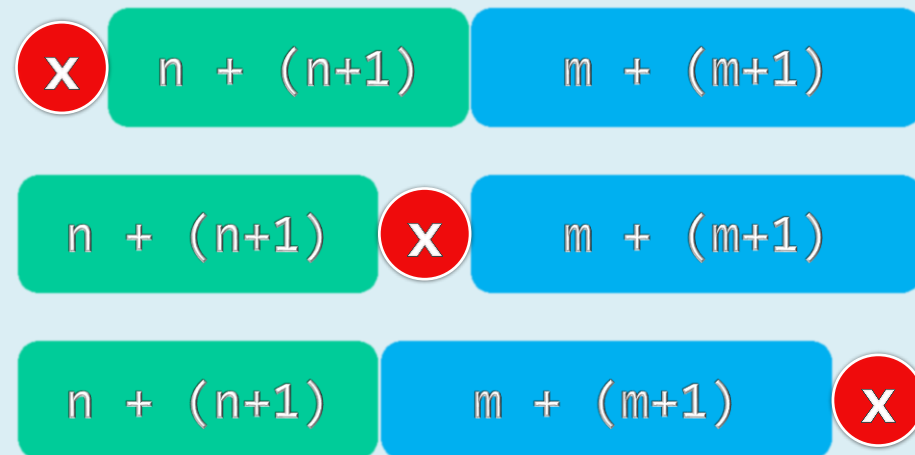 x n + (n+1) m + (m+1)
n + (n+1) x m + (m+1)
n + (n+1) m + (m+1) x